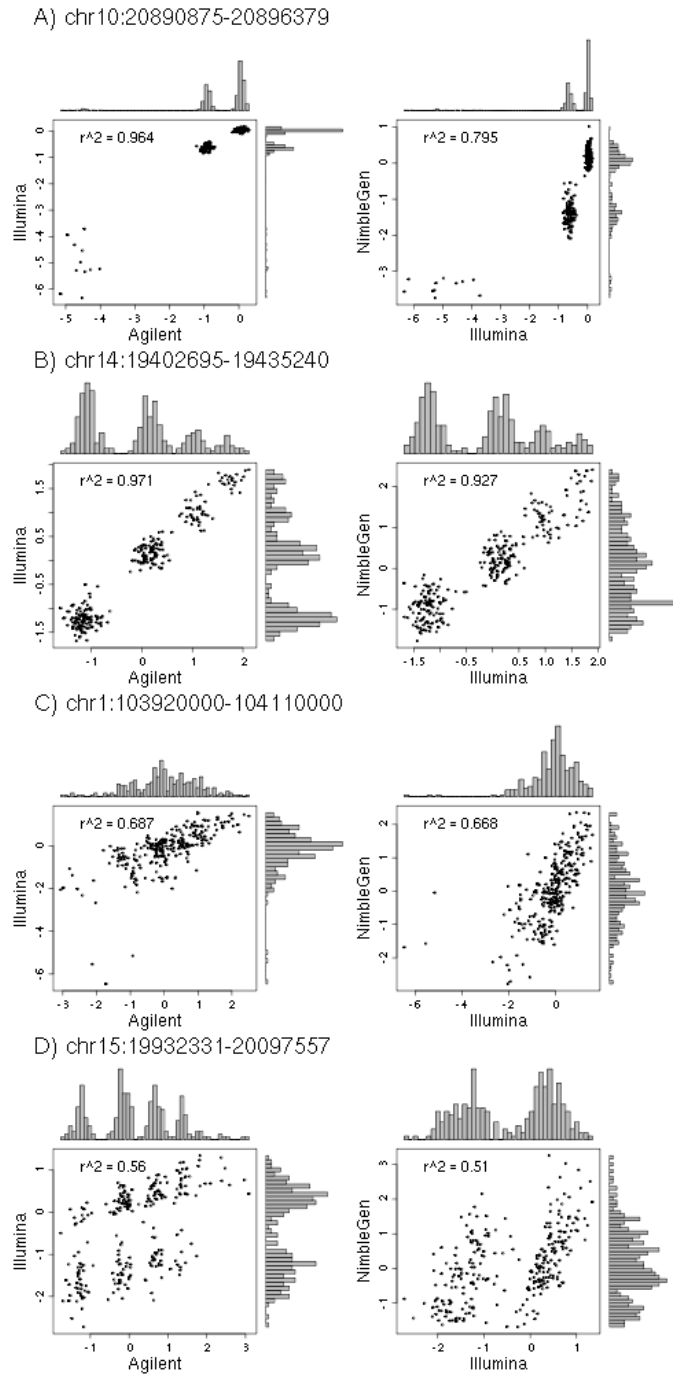 A) chr10:20890875-20896379
r^2 = 0.964
Illumina
0
-1
-2
-3
-4
-5
-6
-5
-4
-3
-2
-1
0
Agilent
r^2 = 0.795
NimbleGen
1
0
-1
-2
-3
-6
-5
-4
-3
-2
-1
0
Illumina
B) chr14:19402695-19435240
r^2 = 0.971
Illumina
1.5
0.5
-0.5
-1.5
-1
0
1
2
Agilent
r^2 = 0.927
NimbleGen
2
1
0
-1
-1.5
-0.5
0.5
1.0
1.5
2.0
Illumina
C) chr1:103920000-104110000
r^2 = 0.687
Illumina
0
-2
-4
-6
-3
-2
-1
0
1
2
Agilent
r^2 = 0.668
NimbleGen
2
1
0
-1
-2
-6
-4
-2
0
Illumina
D) chr15:19932331-20097557
r^2 = 0.56
Illumina
1
0
-1
-2
-1
0
1
2
3
Agilent
r^2 = 0.51
NimbleGen
3
2
1
0
-1
-2
-1
0
1
Illumina